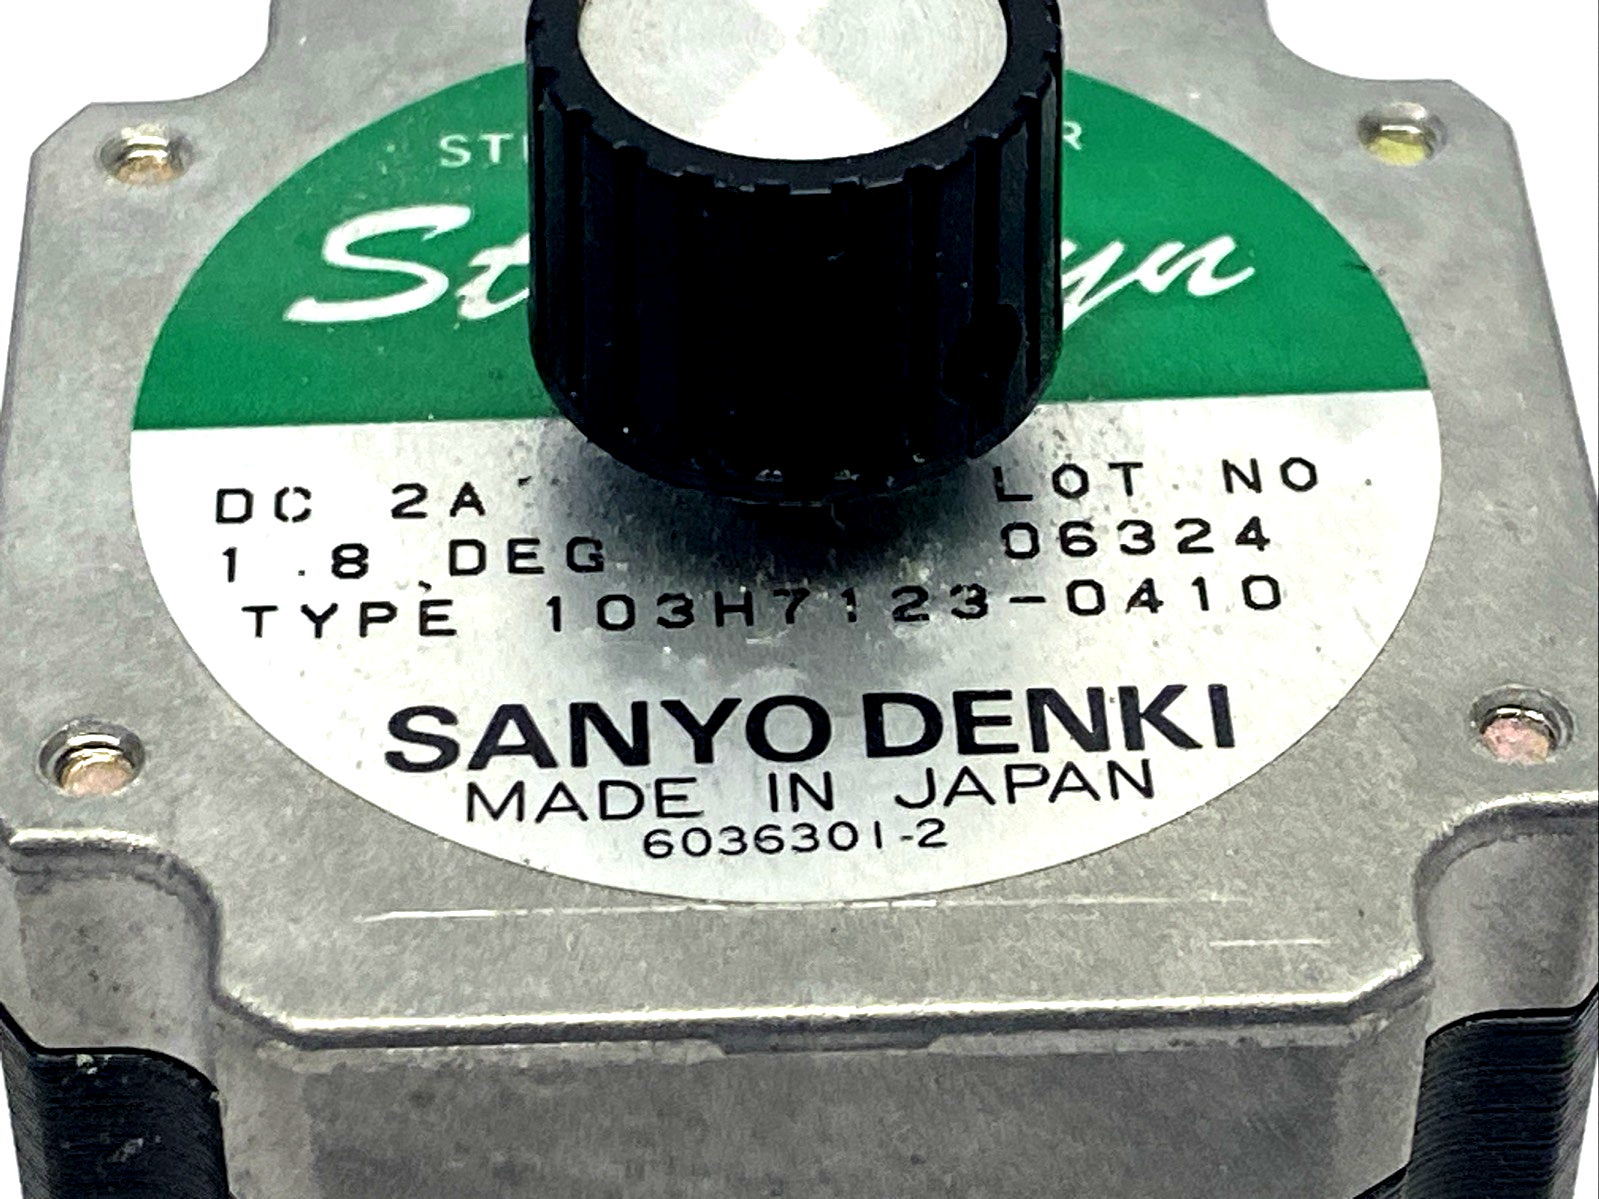 DC 2A LOT NO.
1.8 DEG 06324
TYPE 103H7123-0410
SANYO DENKI
MADE IN JAPAN
6036301-2